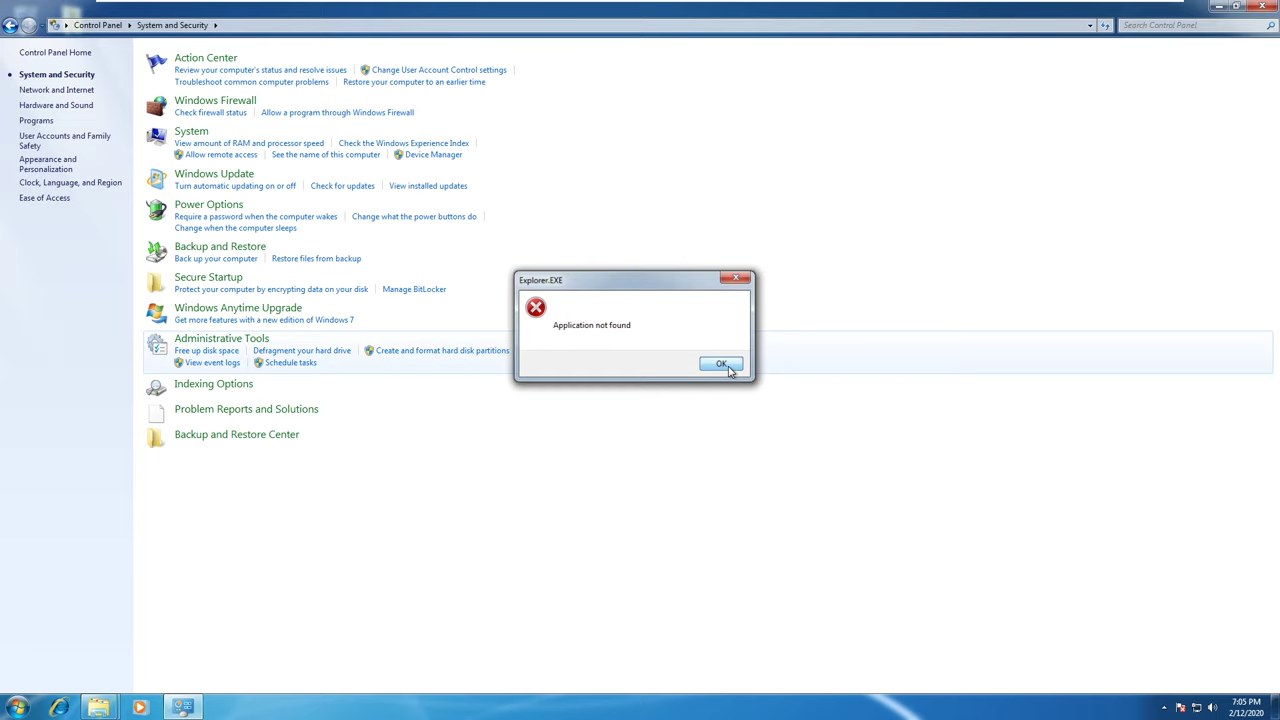 Control Panel
System and Security
Search Control Panel
Control Panel Home
System and Security
Network and Internet
Hardware and Sound
Programs
User Accounts and Family
Safety
Appearance and
Personalization
Clock, Language, and Region
Ease of Access
Action Center
Review your computer's status and resolve issues
Change User Account Control settings
Troubleshoot common computer problems
Restore your computer to an earlier time
Windows Firewall
Check firewall status
Allow a program through Windows Firewall
System
View amount of RAM and processor speed
Check the Windows Experience Index
Allow remote access
See the name of this computer
Device Manager
Windows Update
Turn automatic updating on or off
Check for updates
View installed updates
Power Options
Require a password when the computer wakes
Change what the power buttons do
Change when the computer sleeps
Backup and Restore
Back up your computer
Restore files from backup
Secure Startup
Protect your computer by encrypting data on your disk
Manage BitLocker
Windows Anytime Upgrade
Get more features with a new edition of Windows 7
Administrative Tools
Free up disk space
Defragment your hard drive
Create and format hard disk partitions
View event logs
Schedule tasks
Indexing Options
Problem Reports and Solutions
Backup and Restore Center
Explorer.EXE
Application not found
OK
7:05 PM
2/12/2020